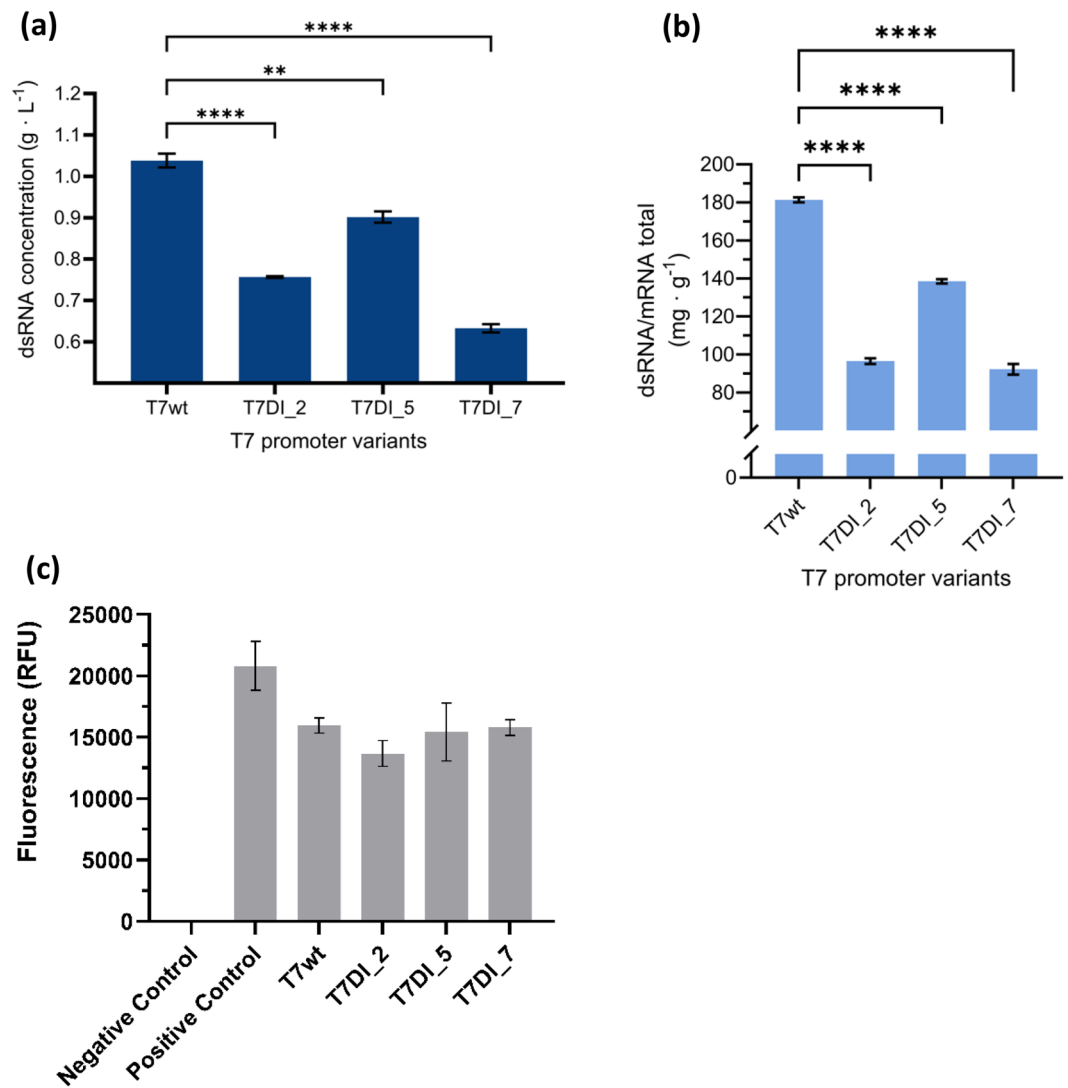 (a)
****
**
****
dsRNA concentration (g · L⁻¹)
1.2
1.1
1.0
0.9
0.8
0.7
0.6
T7wt T7DI_2 T7DI_5 T7DI_7
T7 promoter variants
(b)
****
****
****
dsRNA/mRNA total
(mg · g⁻¹)
200
180
160
140
120
100
80
0
T7wt T7DI_2 T7DI_5 T7DI_7
T7 promoter variants
(c)
Fluorescence (RFU)
25000
20000
15000
10000
5000
0
Negative Control
Positive Control
T7wt
T7DI_2
T7DI_5
T7DI_7